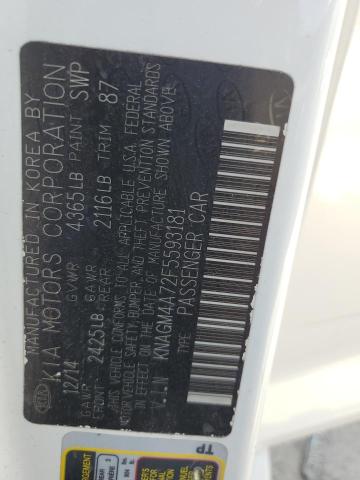 MANUFACTURED IN KOREA BY
KIA MOTORS CORPORATION
12/14 GVWR 4365LB PAINT SWP
GAWR FRONT 2425LB GAWR REAR 2116LB TRIM 87
THIS VEHICLE CONFORMS TO ALL APPLICABLE U.S.A. FEDERAL
MOTOR VEHICLE SAFETY, BUMPER, AND THEFT PREVENTION STANDARDS
IN EFFECT ON THE DATE OF MANUFACTURE SHOWN ABOVE.
V.I.N KNAGM4A72F5593181
TYPE: PASSENGER CAR
KIA
TP